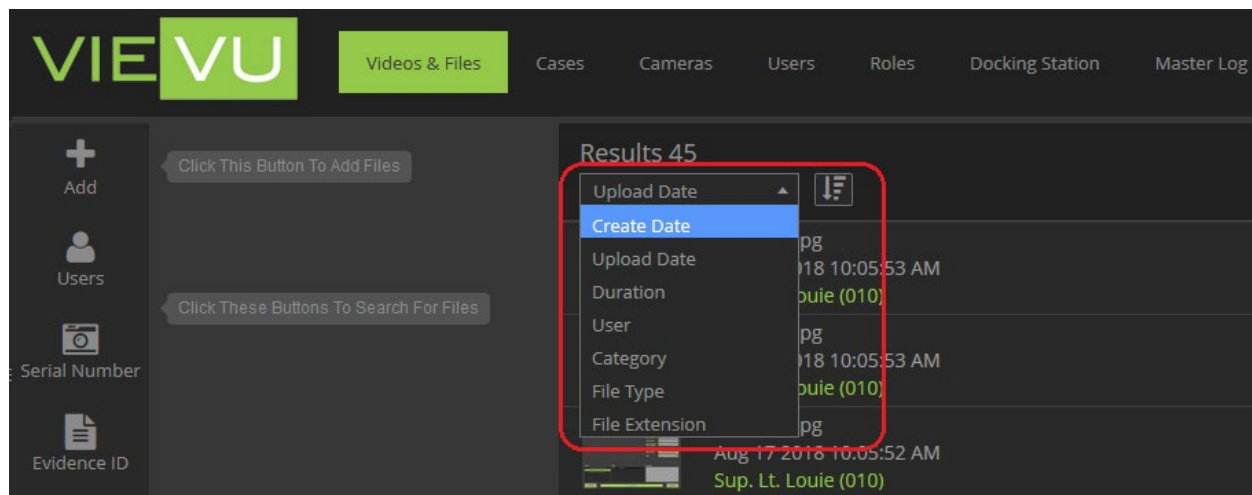 VIEVU
Videos & Files
Cases
Cameras
Users
Roles
Docking Station
Master Log
Add
Click This Button To Add Files
Users
Click These Buttons To Search For Files
Serial Number
Evidence ID
Results 45
Upload Date
Create Date
Upload Date
Duration
User
Category
File Type
File Extension
pg
018 10:05:53 AM
ouie (010)
pg
018 10:05:53 AM
ouie (010)
pg
Aug 17 2018 10:05:52 AM
Sup. Lt. Louie (010)